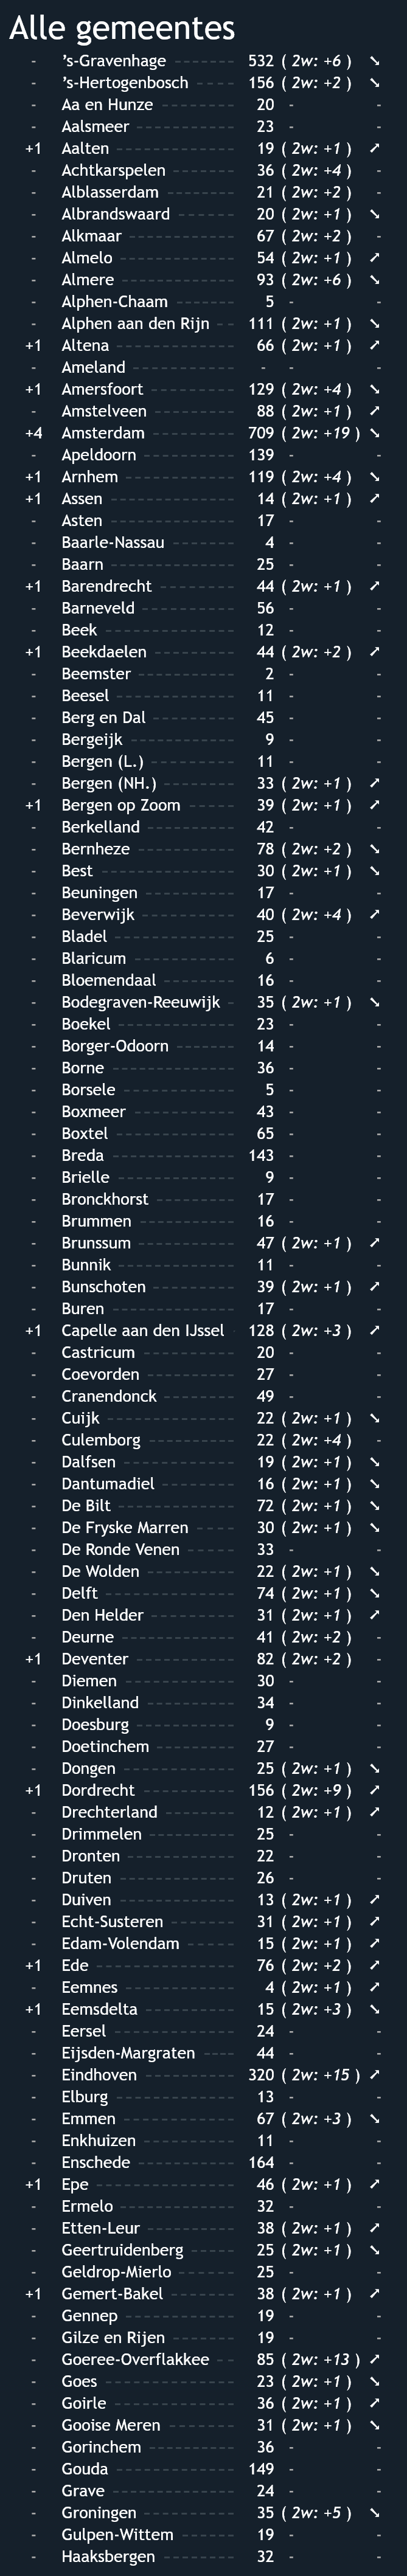 Alle gemeentes
- 's-Gravenhage 532 ( 2w: +6 ) ➘
- 's-Hertogenbosch 156 ( 2w: +2 ) ➘
- Aa en Hunze 20 - -
- Aalsmeer 23 - -
+1 Aalten 19 ( 2w: +1 ) ➚
- Achtkarspelen 36 ( 2w: +4 ) -
- Alblasserdam 21 ( 2w: +2 ) -
- Albrandswaard 20 ( 2w: +1 ) ➘
- Alkmaar 67 ( 2w: +2 ) -
- Almelo 54 ( 2w: +1 ) ➚
- Almere 93 ( 2w: +6 ) ➘
- Alphen-Chaam 5 - -
- Alphen aan den Rijn 111 ( 2w: +1 ) ➘
+1 Altena 66 ( 2w: +1 ) ➚
- Ameland - - -
+1 Amersfoort 129 ( 2w: +4 ) ➘
- Amstelveen 88 ( 2w: +1 ) ➚
+4 Amsterdam 709 ( 2w: +19 ) ➘
- Apeldoorn 139 - -
+1 Arnhem 119 ( 2w: +4 ) ➘
+1 Assen 14 ( 2w: +1 ) ➚
- Asten 17 - -
- Baarle-Nassau 4 - -
- Baarn 25 - -
+1 Barendrecht 44 ( 2w: +1 ) ➚
- Barneveld 56 - -
- Beek 12 - -
+1 Beekdaelen 44 ( 2w: +2 ) ➚
- Beemster 2 - -
- Beesel 11 - -
- Berg en Dal 45 - -
- Bergeijk 9 - -
- Bergen (L.) 11 - -
- Bergen (NH.) 33 ( 2w: +1 ) ➚
+1 Bergen op Zoom 39 ( 2w: +1 ) ➚
- Berkelland 42 - -
- Bernheze 78 ( 2w: +2 ) ➘
- Best 30 ( 2w: +1 ) ➘
- Beuningen 17 - -
- Beverwijk 40 ( 2w: +4 ) ➚
- Bladel 25 - -
- Blaricum 6 - -
- Bloemendaal 16 - -
- Bodegraven-Reeuwijk 35 ( 2w: +1 ) ➘
- Boekel 23 - -
- Borger-Odoorn 14 - -
- Borne 36 - -
- Borsele 5 - -
- Boxmeer 43 - -
- Boxtel 65 - -
- Breda 143 - -
- Brielle 9 - -
- Bronckhorst 17 - -
- Brummen 16 - -
- Brunssum 47 ( 2w: +1 ) ➚
- Bunnik 11 - -
- Bunschoten 39 ( 2w: +1 ) ➚
- Buren 17 - -
+1 Capelle aan den IJssel 128 ( 2w: +3 ) ➚
- Castricum 20 - -
- Coevorden 27 - -
- Cranendonck 49 - -
- Cuijk 22 ( 2w: +1 ) ➘
- Culemborg 22 ( 2w: +4 ) -
- Dalfsen 19 ( 2w: +1 ) ➘
- Dantumadiel 16 ( 2w: +1 ) ➘
- De Bilt 72 ( 2w: +1 ) ➘
- De Fryske Marren 30 ( 2w: +1 ) ➘
- De Ronde Venen 33 - -
- De Wolden 22 ( 2w: +1 ) ➘
- Delft 74 ( 2w: +1 ) ➘
- Den Helder 31 ( 2w: +1 ) ➚
- Deurne 41 ( 2w: +2 ) -
+1 Deventer 82 ( 2w: +2 ) -
- Diemen 30 - -
- Dinkelland 34 - -
- Doesburg 9 - -
- Doetinchem 27 - -
- Dongen 25 ( 2w: +1 ) ➘
+1 Dordrecht 156 ( 2w: +9 ) ➚
- Drechterland 12 ( 2w: +1 ) ➚
- Drimmelen 25 - -
- Dronten 22 - -
- Druten 26 - -
- Duiven 13 ( 2w: +1 ) ➚
- Echt-Susteren 31 ( 2w: +1 ) ➚
- Edam-Volendam 15 ( 2w: +1 ) ➚
+1 Ede 76 ( 2w: +2 ) ➚
- Eemnes 4 ( 2w: +1 ) ➚
+1 Eemsdelta 15 ( 2w: +3 ) ➘
- Eersel 24 - -
- Eijsden-Margraten 44 - -
- Eindhoven 320 ( 2w: +15 ) ➚
- Elburg 13 - -
- Emmen 67 ( 2w: +3 ) ➘
- Enkhuizen 11 - -
- Enschede 164 - -
+1 Epe 46 ( 2w: +1 ) ➚
- Ermelo 32 - -
- Etten-Leur 38 ( 2w: +1 ) ➚
- Geertruidenberg 25 ( 2w: +1 ) ➘
- Geldrop-Mierlo 25 - -
+1 Gemert-Bakel 38 ( 2w: +1 ) ➚
- Gennep 19 - -
- Gilze en Rijen 19 - -
- Goeree-Overflakkee 85 ( 2w: +13 ) ➚
- Goes 23 ( 2w: +1 ) ➘
- Goirle 36 ( 2w: +1 ) ➚
- Gooise Meren 31 ( 2w: +1 ) ➘
- Gorinchem 36 - -
- Gouda 149 - -
- Grave 24 - -
- Groningen 35 ( 2w: +5 ) ➘
- Gulpen-Wittem 19 - -
- Haaksbergen 32 - -